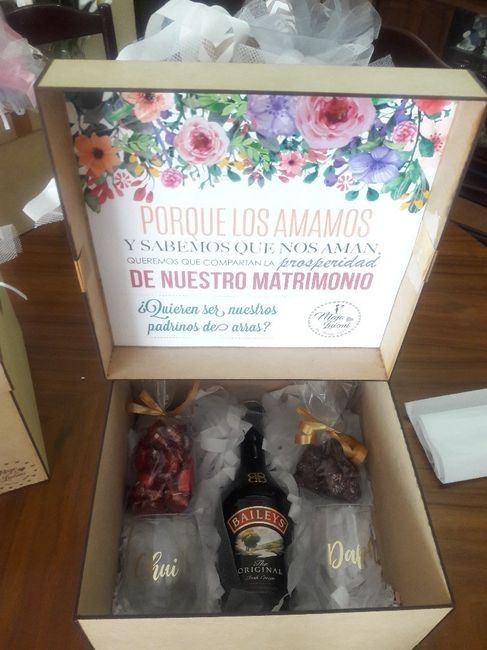 PORQUE LOS AMAMOS
Y SABEMOS QUE NOS AMAN,
QUEREMOS QUE COMPARTAN LA prosperidad
DE NUESTRO MATRIMONIO
¿Quieren ser nuestros
padrinos de arras?
BAILEYS
The
ORIGINAL
Irish Cream
Chui